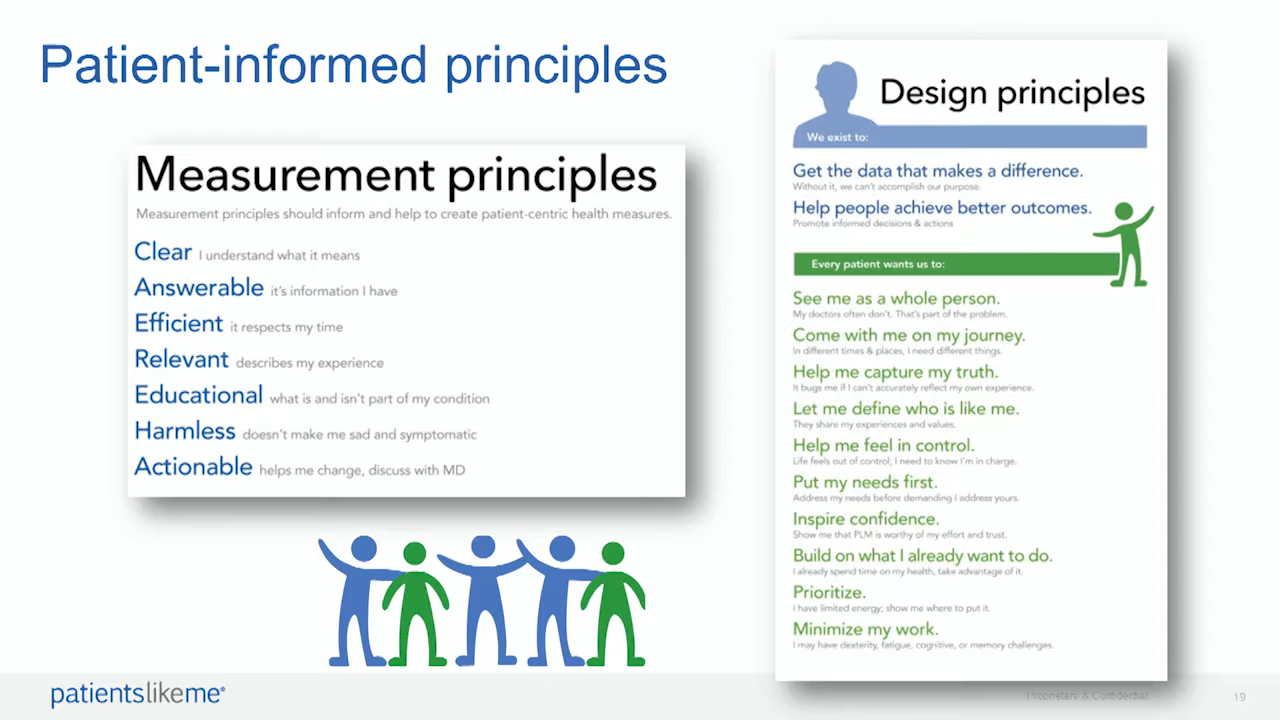 Patient-informed principles
Measurement principles
Measurement principles should inform and help to create patient-centric health measures.
Clear I understand what it means
Answerable it's information I have
Efficient it respects my time
Relevant describes my experience
Educational what is and isn't part of my condition
Harmless doesn't make me sad and symptomatic
Actionable helps me change, discuss with MD
Design principles
We exist to:
Get the data that makes a difference.
Without it, we can't accomplish our purpose.
Help people achieve better outcomes.
Promote informed decisions & actions
Every patient wants us to:
See me as a whole person.
My doctors often don't. That's part of the problem.
Come with me on my journey.
In different times & places, I need different things.
Help me capture my truth.
It bugs me if I can't accurately reflect my own experience.
Let me define who is like me.
They share my experiences and values.
Help me feel in control.
Life feels out of control; I need to know I'm in charge.
Put my needs first.
Address my needs before demanding I address yours.
Inspire confidence.
Show me that PLM is worthy of my effort and trust.
Build on what I already want to do.
I already spend time on my health, take advantage of it.
Prioritize.
I have limited energy; show me where to put it.
Minimize my work.
I may have dexterity, fatigue, cognitive, or memory challenges.
patientslikeme®
Proprietary & Confidential
19